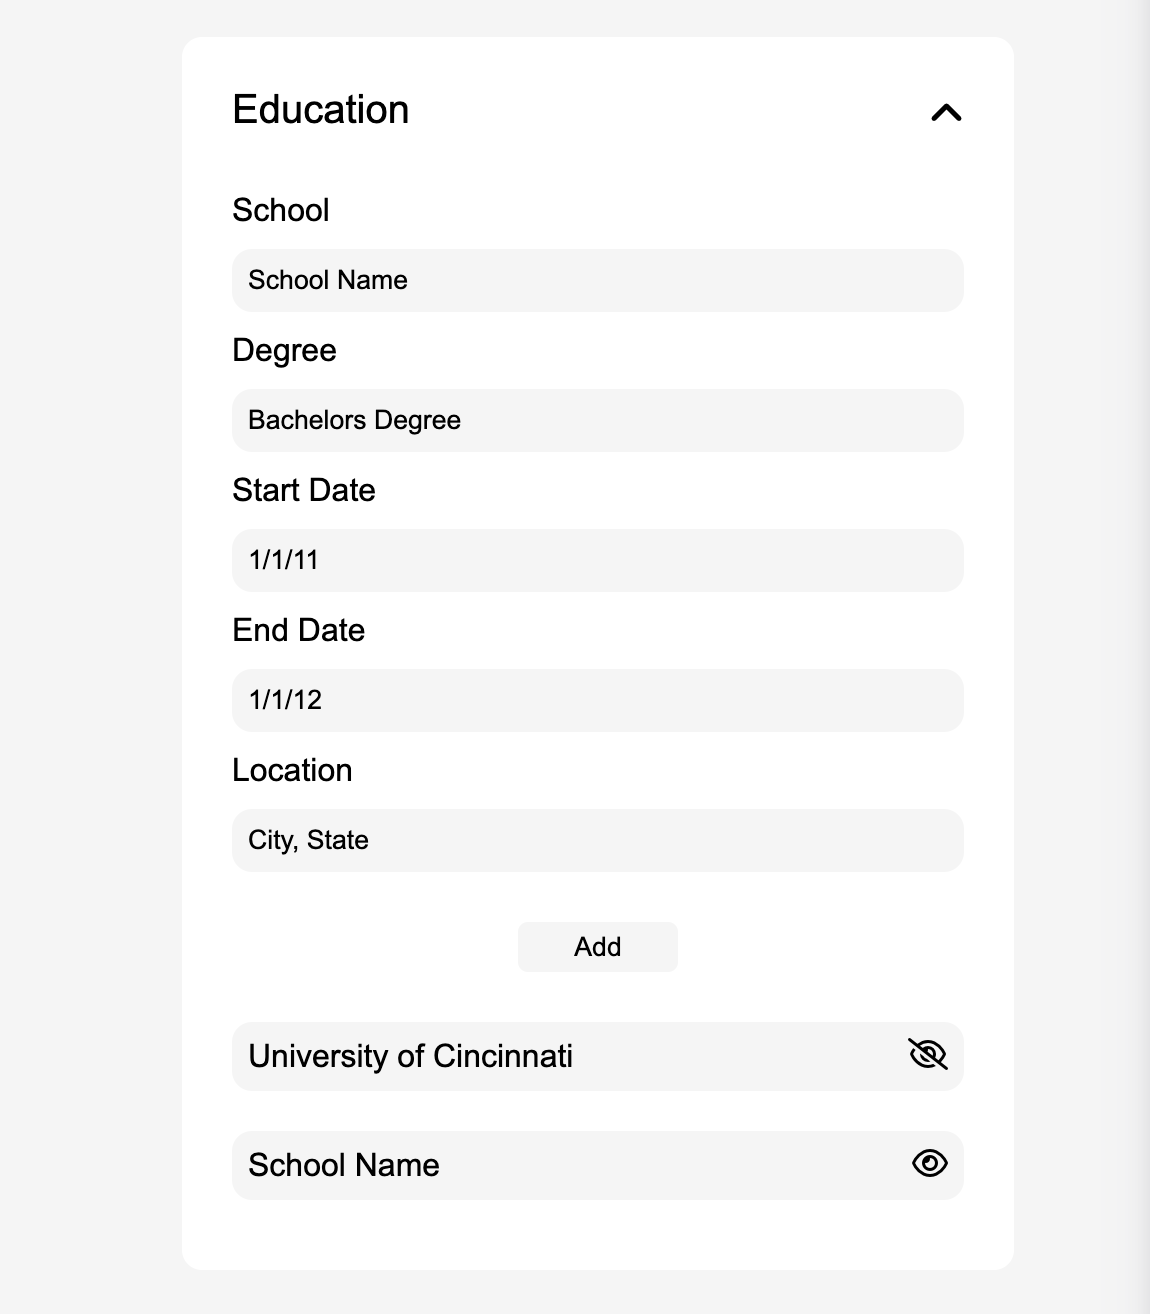 Education
School
School Name
Degree
Bachelors Degree
Start Date
1/1/11
End Date
1/1/12
Location
City, State
Add
University of Cincinnati
School Name